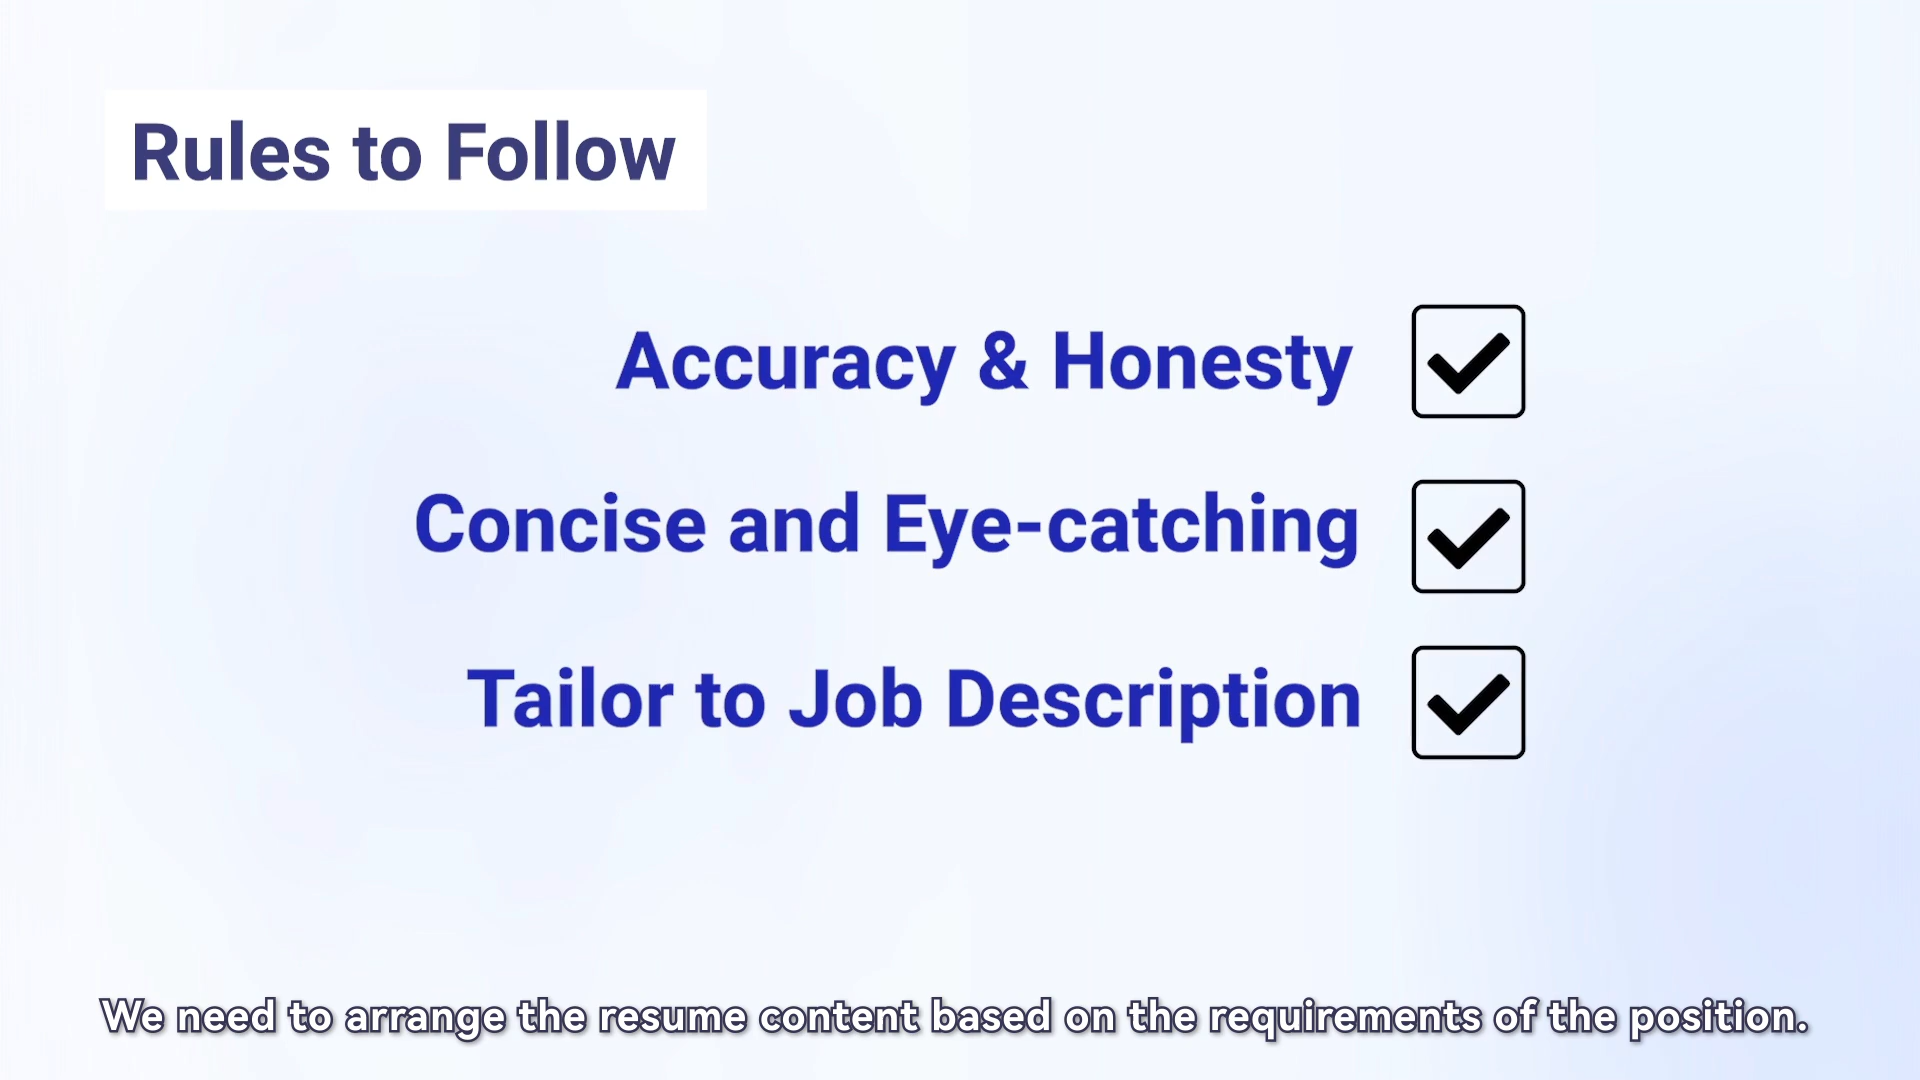 Rules to Follow
Accuracy & Honesty
Concise and Eye-catching
Tailor to Job Description
We need to arrange the resume content based on the requirements of the position.